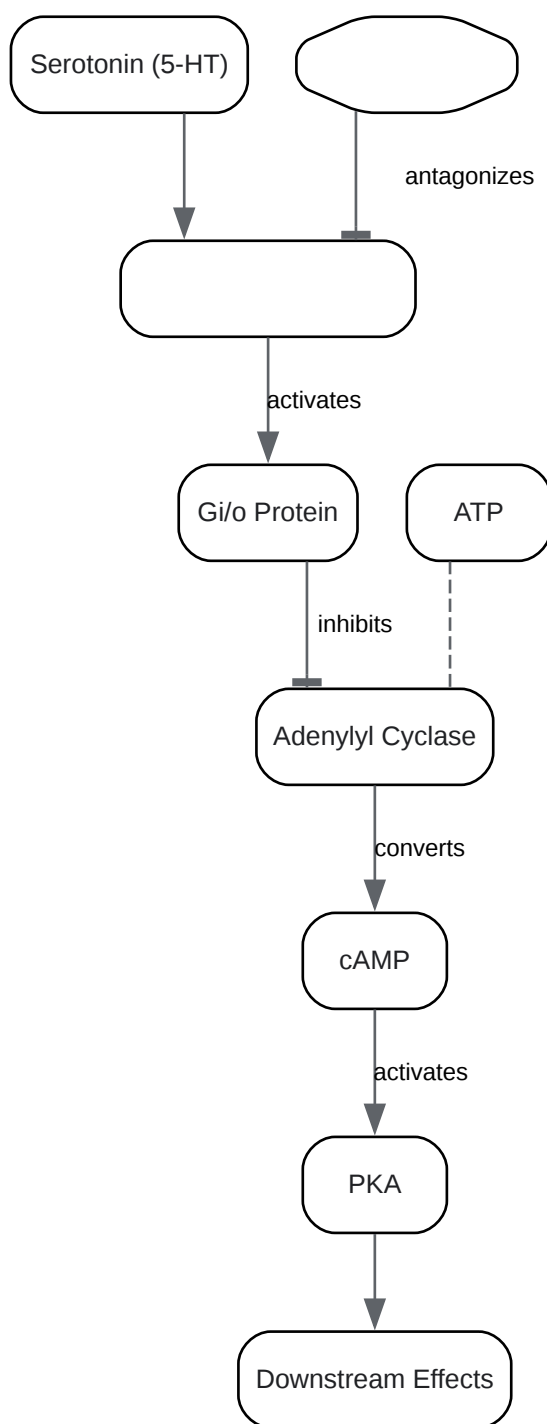 Serotonin (5-HT)
antagonizes
activates
Gi/o Protein
ATP
inhibits
Adenylyl Cyclase
converts
cAMP
activates
PKA
Downstream Effects